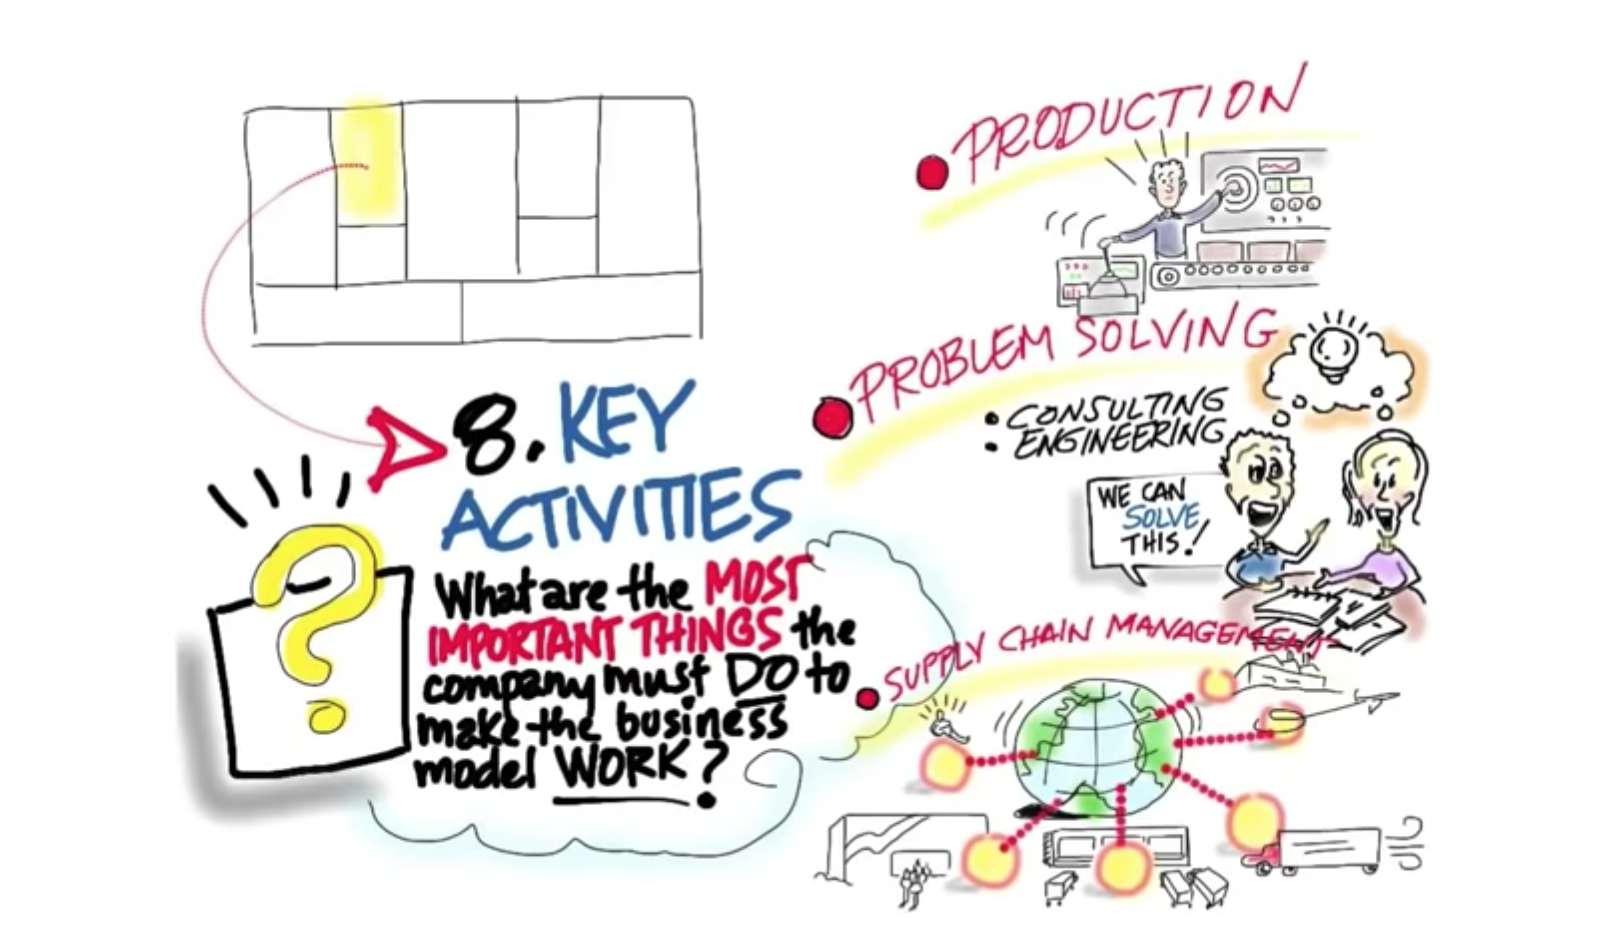 8. KEY
ACTIVITIES
What are the MOST
IMPORTANT THINGS the
company must DO to
make the business
model WORK?
PRODUCTION
PROBLEM SOLVING
• CONSULTING
• ENGINEERING
WE CAN
SOLVE
THIS!
SUPPLY CHAIN MANAGEMENT